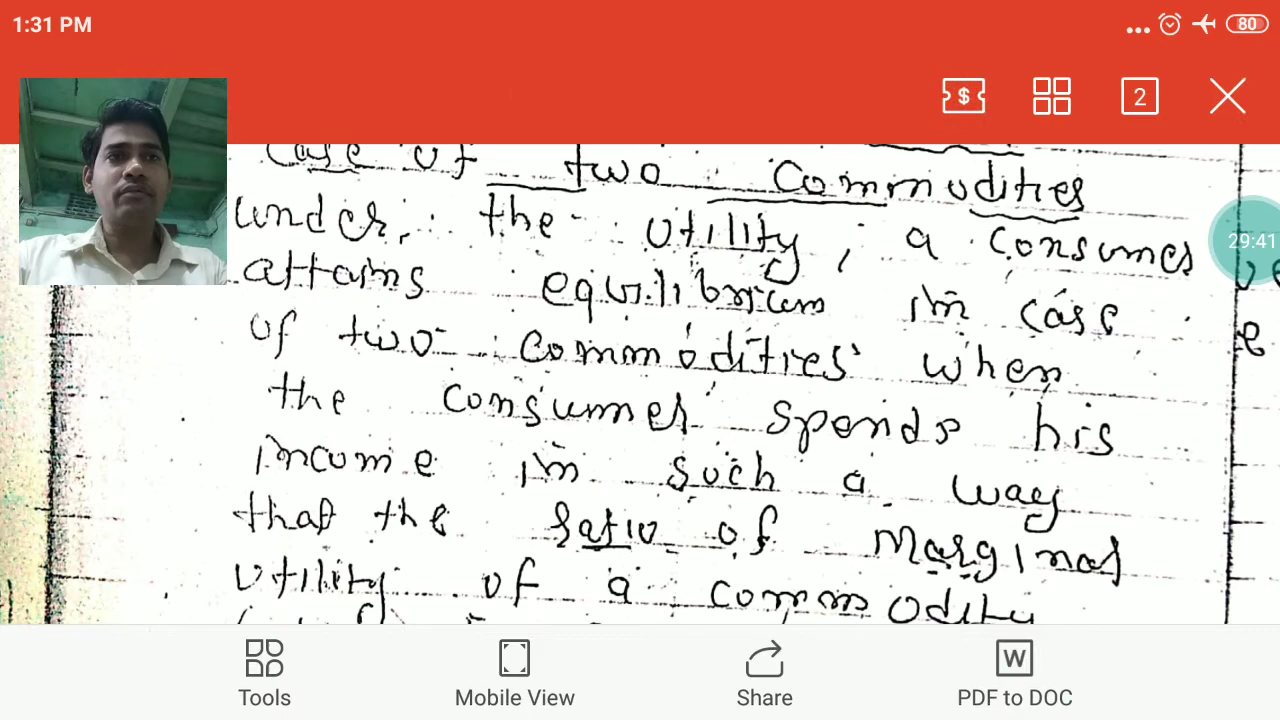 1:31 PM
80
$
2
Case of two Commodities
under the utility, a consumer
attains equilibrium in case
of two commodities when
the consumer spends his
income in such a way
that the ratio of marginal
utility of a commodity
29:41
e
Tools
Mobile View
Share
W
PDF to DOC